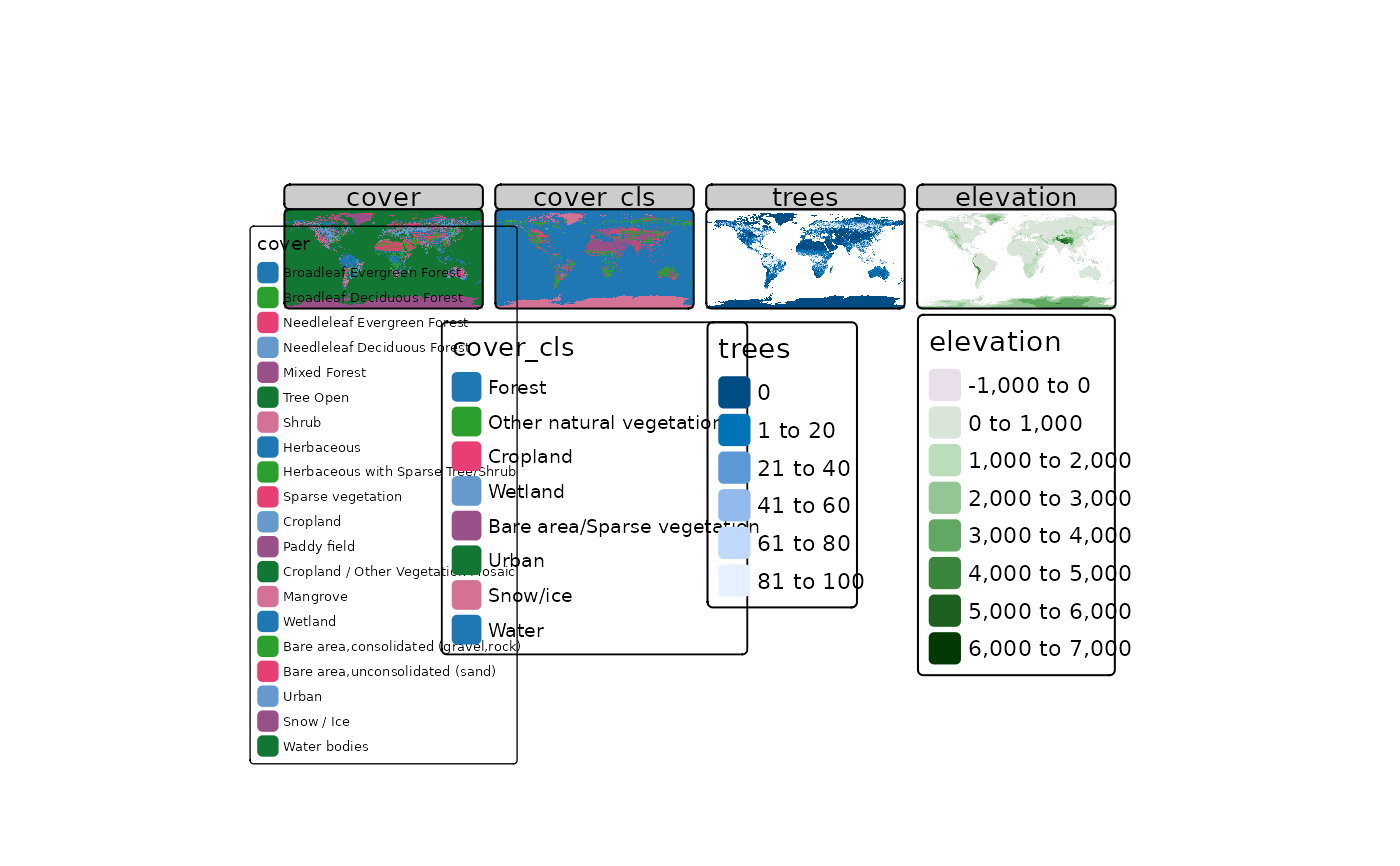 cover
cover_cls
trees
elevation
cover
Broadleaf Evergreen Forest
Broadleaf Deciduous Forest
Needleleaf Evergreen Forest
Needleleaf Deciduous Forest
Mixed Forest
Tree Open
Shrub
Herbaceous
Herbaceous with Sparse Tree/Shrub
Sparse vegetation
Cropland
Paddy field
Cropland / Other Vegetation Mosaic
Mangrove
Wetland
Bare area,consolidated (gravel,rock)
Bare area,unconsolidated (sand)
Urban
Snow / Ice
Water bodies
cover_cls
Forest
Other natural vegetation
Cropland
Wetland
Bare area/Sparse vegetation
Urban
Snow/ice
Water
trees
0
1 to 20
21 to 40
41 to 60
61 to 80
81 to 100
elevation
-1,000 to 0
0 to 1,000
1,000 to 2,000
2,000 to 3,000
3,000 to 4,000
4,000 to 5,000
5,000 to 6,000
6,000 to 7,000